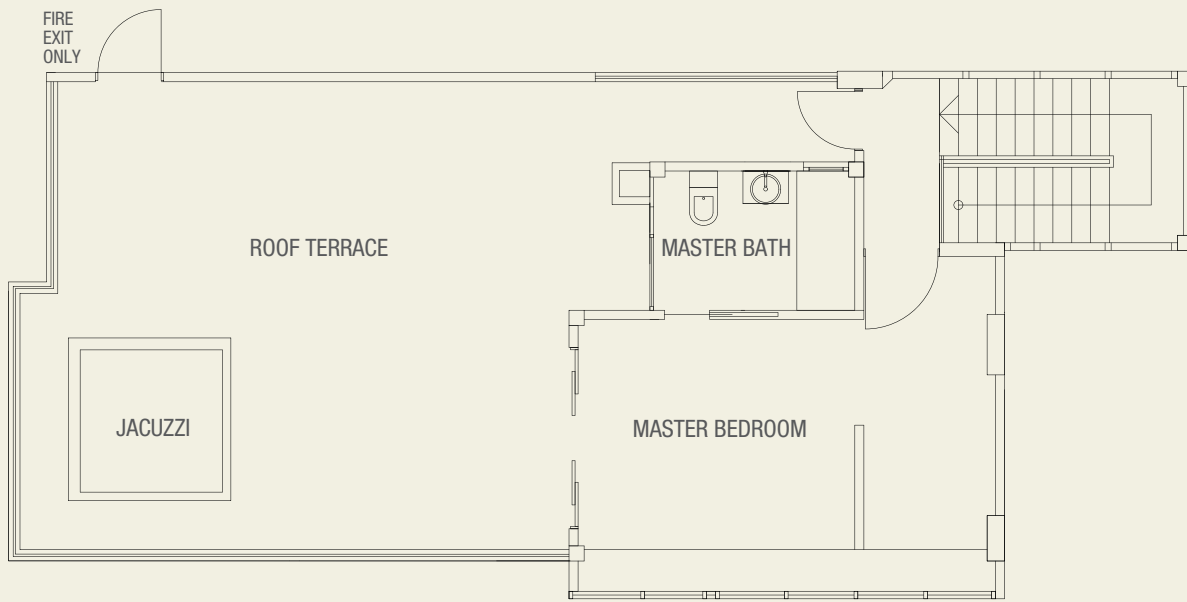 FIRE
EXIT
ONLY
ROOF TERRACE
MASTER BATH
JACUZZI
MASTER BEDROOM